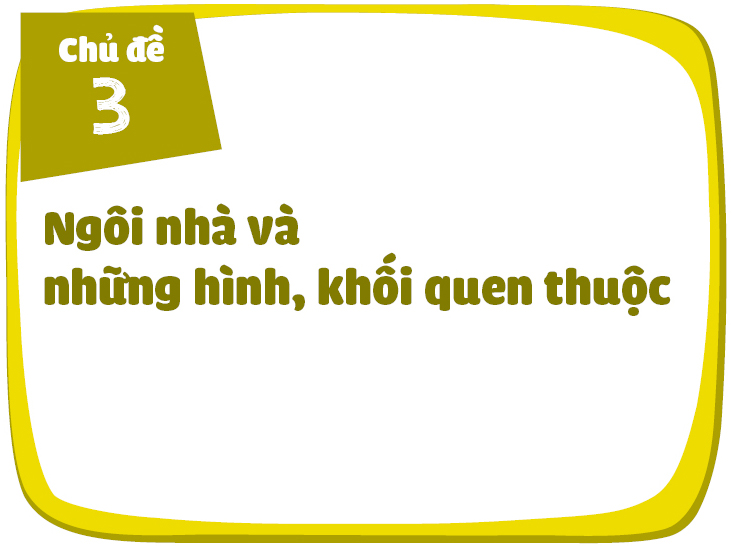 Chủ đề
3
Ngôi nhà và
những hình, khối quen thuộc